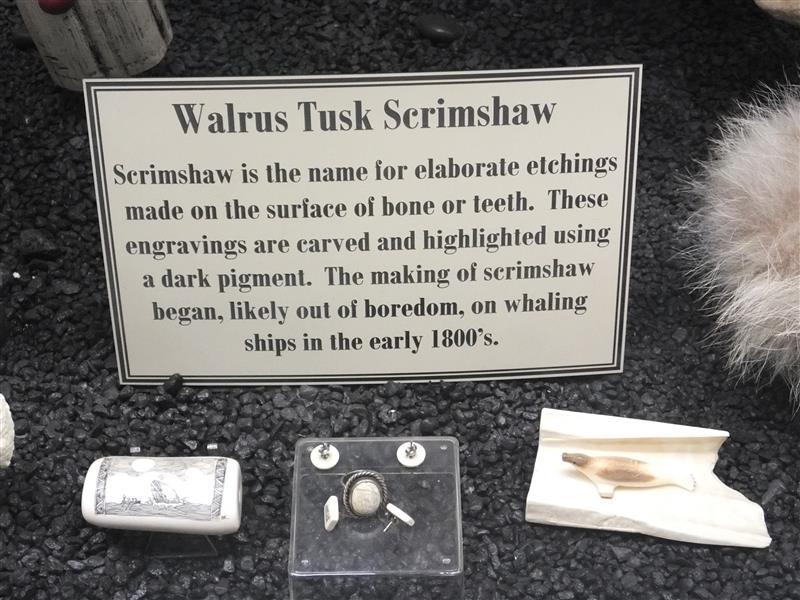 Walrus Tusk Scrimshaw
Scrimshaw is the name for elaborate etchings
made on the surface of bone or teeth. These
engravings are carved and highlighted using
a dark pigment. The making of scrimshaw
began, likely out of boredom, on whaling
ships in the early 1800's.